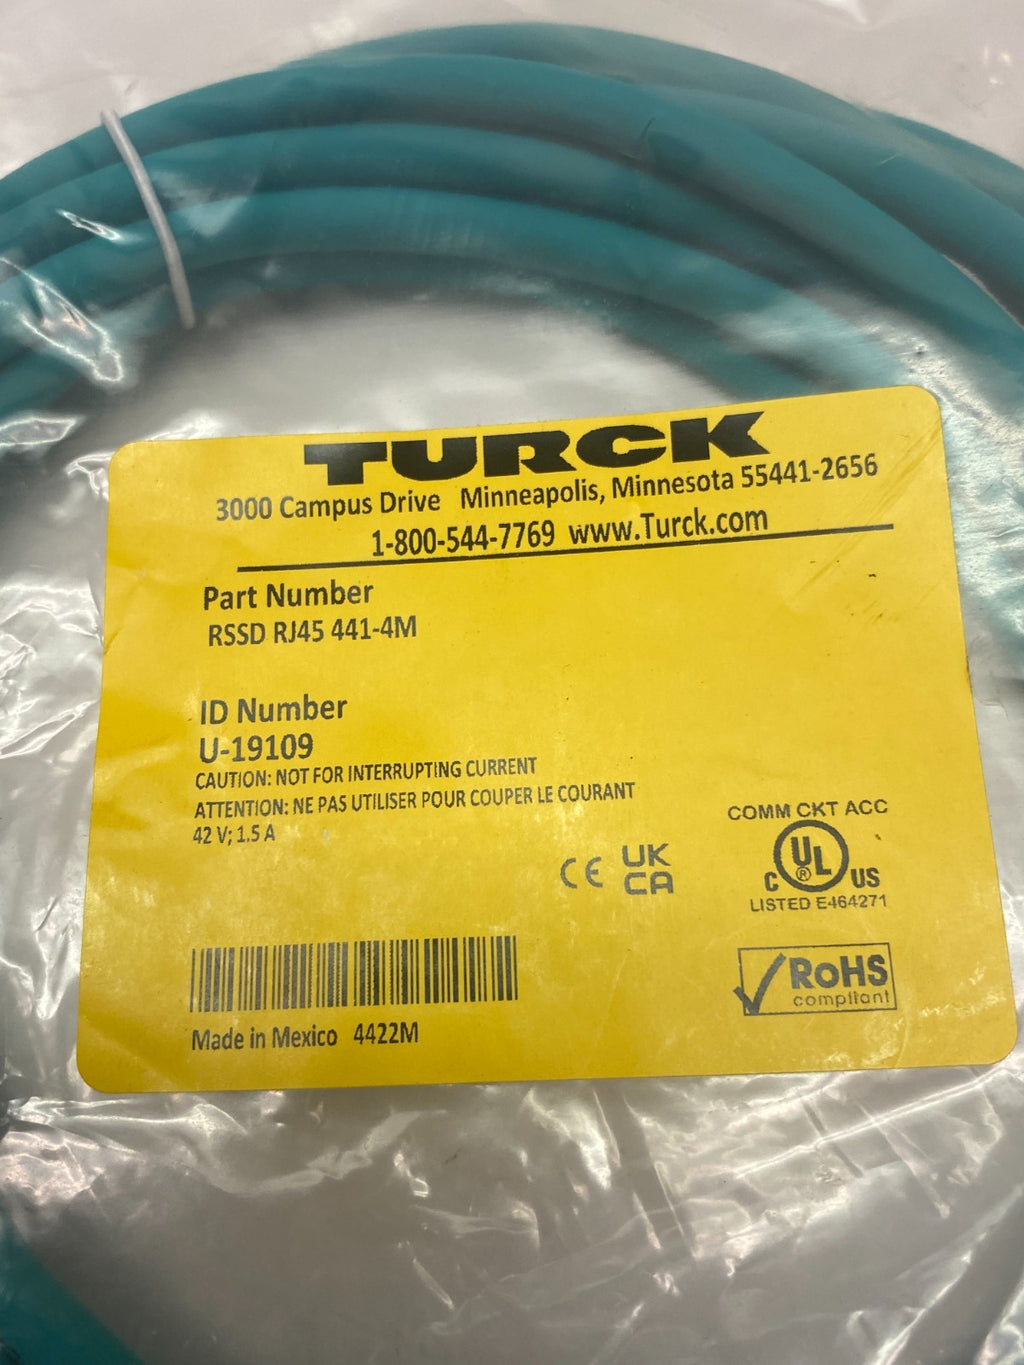 TURCK
3000 Campus Drive Minneapolis, Minnesota 55441-2656
1-800-544-7769 www.Turck.com
Part Number
RSSD RJ45 441-4M
ID Number
U-19109
CAUTION: NOT FOR INTERRUPTING CURRENT
ATTENTION: NE PAS UTILISER POUR COUPER LE COURANT
42 V; 1.5 A
COMM CKT ACC
CE UK
CA
C UL ® US
LISTED E464271
RoHS
compliant
Made in Mexico 4422M